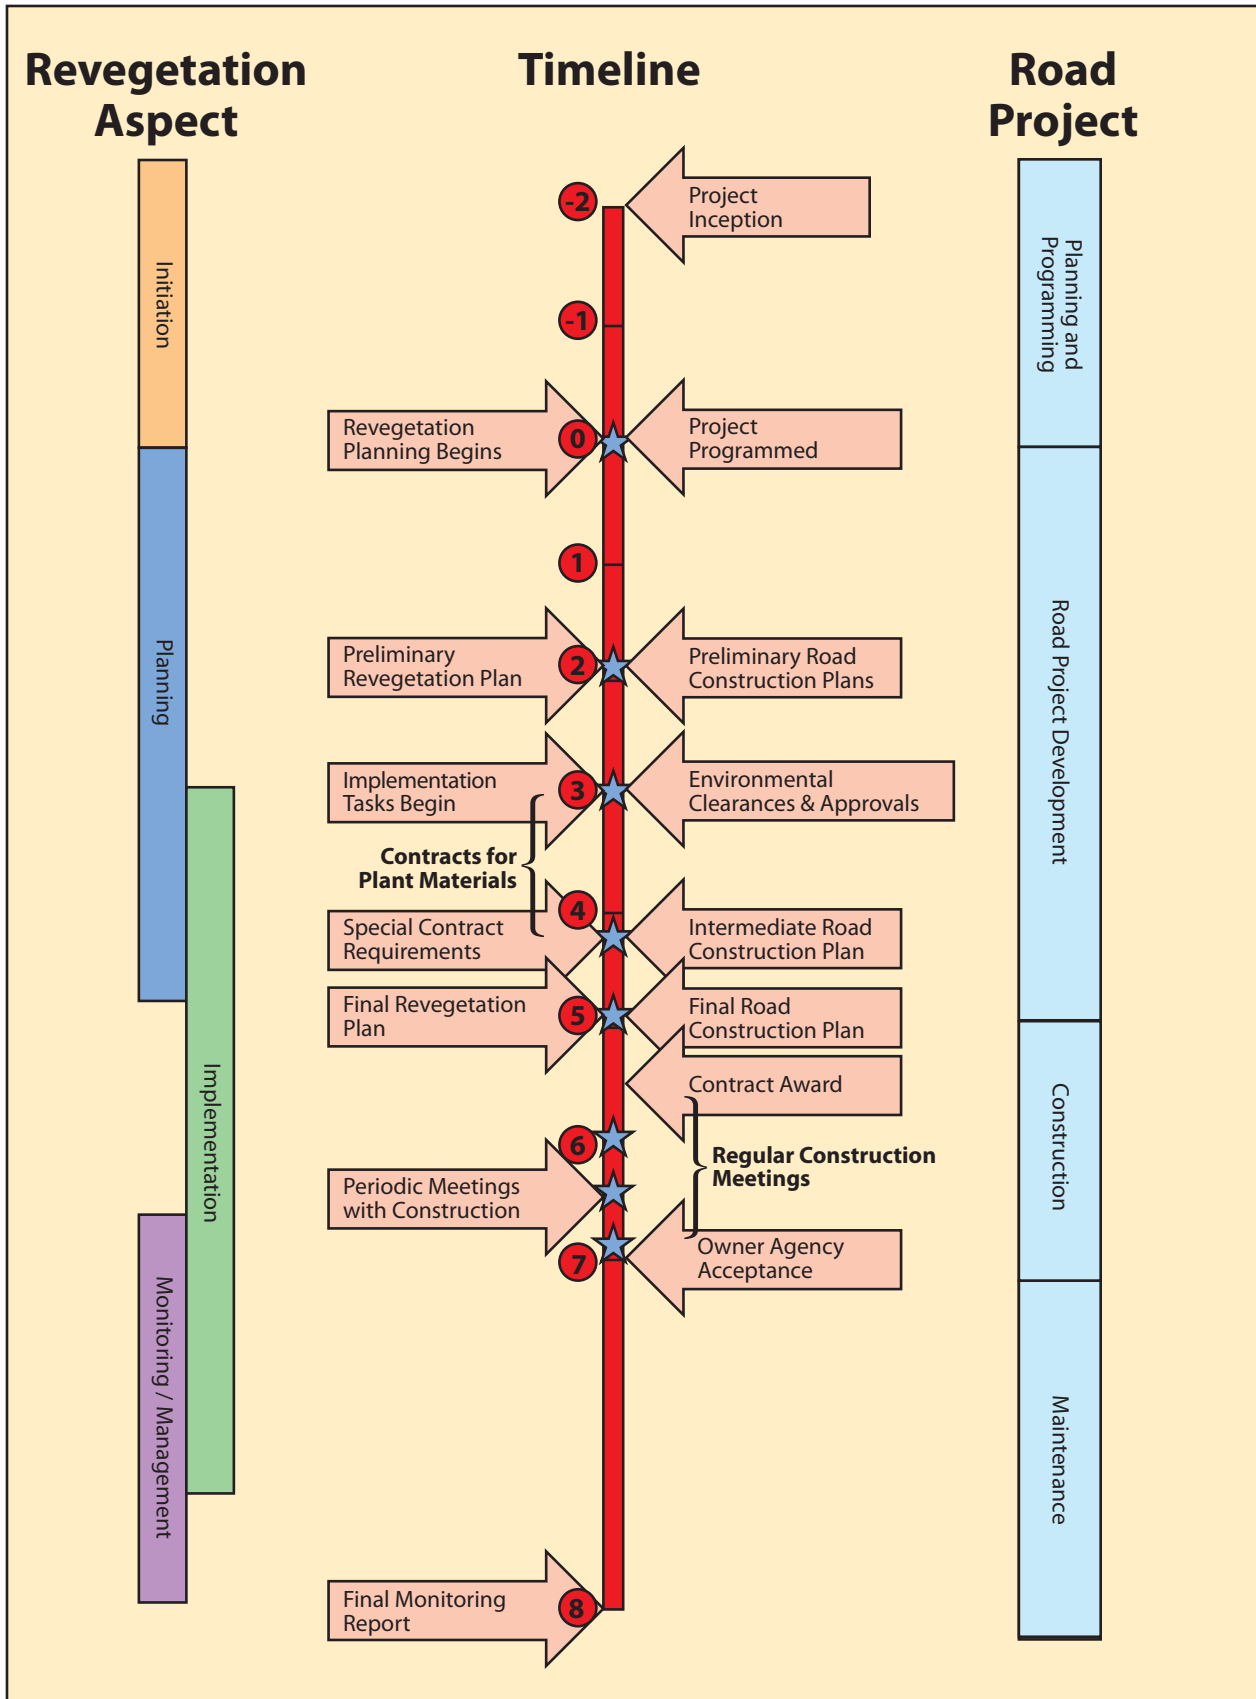 Revegetation
Aspect
Timeline
Road
Project
Initiation
Planning
Implementation
Monitoring / Management
-2
Project
Inception
-1
Revegetation
Planning Begins
0
Project
Programmed
1
Preliminary
Revegetation Plan
2
Preliminary Road
Construction Plans
Implementation
Tasks Begin
3
Environmental
Clearances & Approvals
Contracts for
Plant Materials
4
Special Contract
Requirements
Intermediate Road
Construction Plan
Final Revegetation
Plan
5
Final Road
Construction Plan
Contract Award
6
Regular Construction
Meetings
Periodic Meetings
with Construction
7
Owner Agency
Acceptance
Final Monitoring
Report
8
Planning and
Programming
Road Project Development
Construction
Maintenance